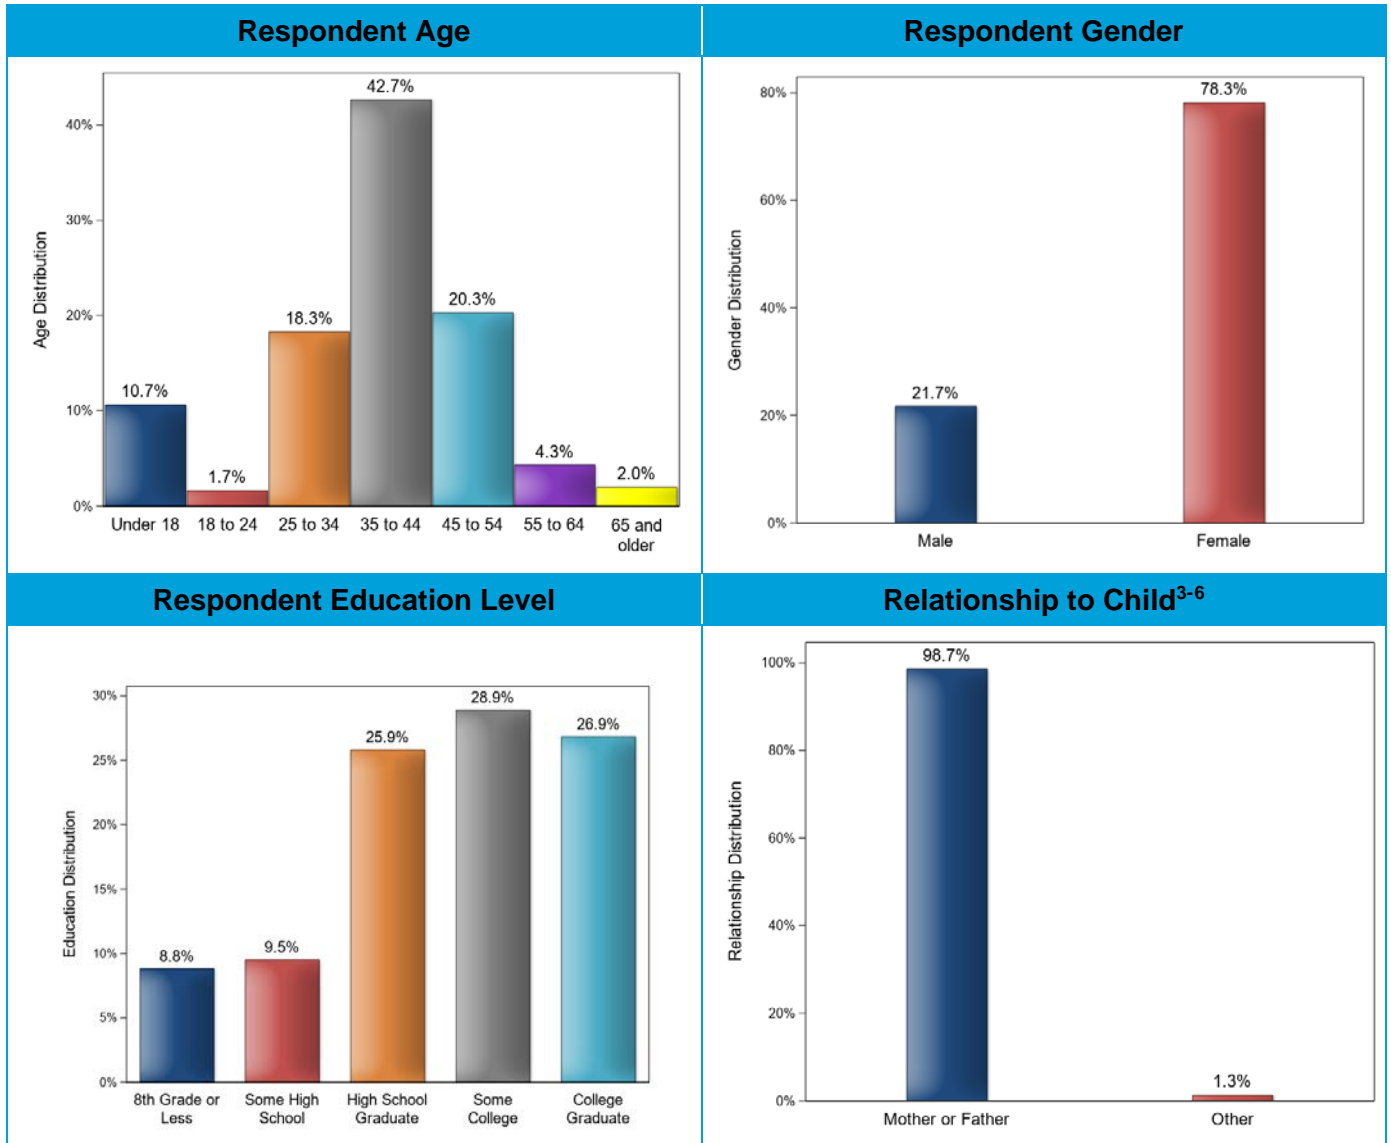 Respondent Age
Respondent Gender
42.7%
40%
30%
20.3%
20%
18.3%
10.7%
10%
4.3%
1.7%
2.0%
0%
Under 18 18 to 24 25 to 34 35 to 44 45 to 54 55 to 64 65 and
older
Age Distribution
80%
78.3%
60%
40%
21.7%
20%
0%
Male Female
Gender Distribution
Respondent Education Level
Relationship to Child3-6
30%
28.9%
26.9%
25.9%
25%
20%
15%
10%
9.5%
8.8%
5%
0%
8th Grade or Some High High School Some College
Less School Graduate College Graduate
Education Distribution
100%
98.7%
80%
60%
40%
20%
1.3%
0%
Mother or Father Other
Relationship Distribution